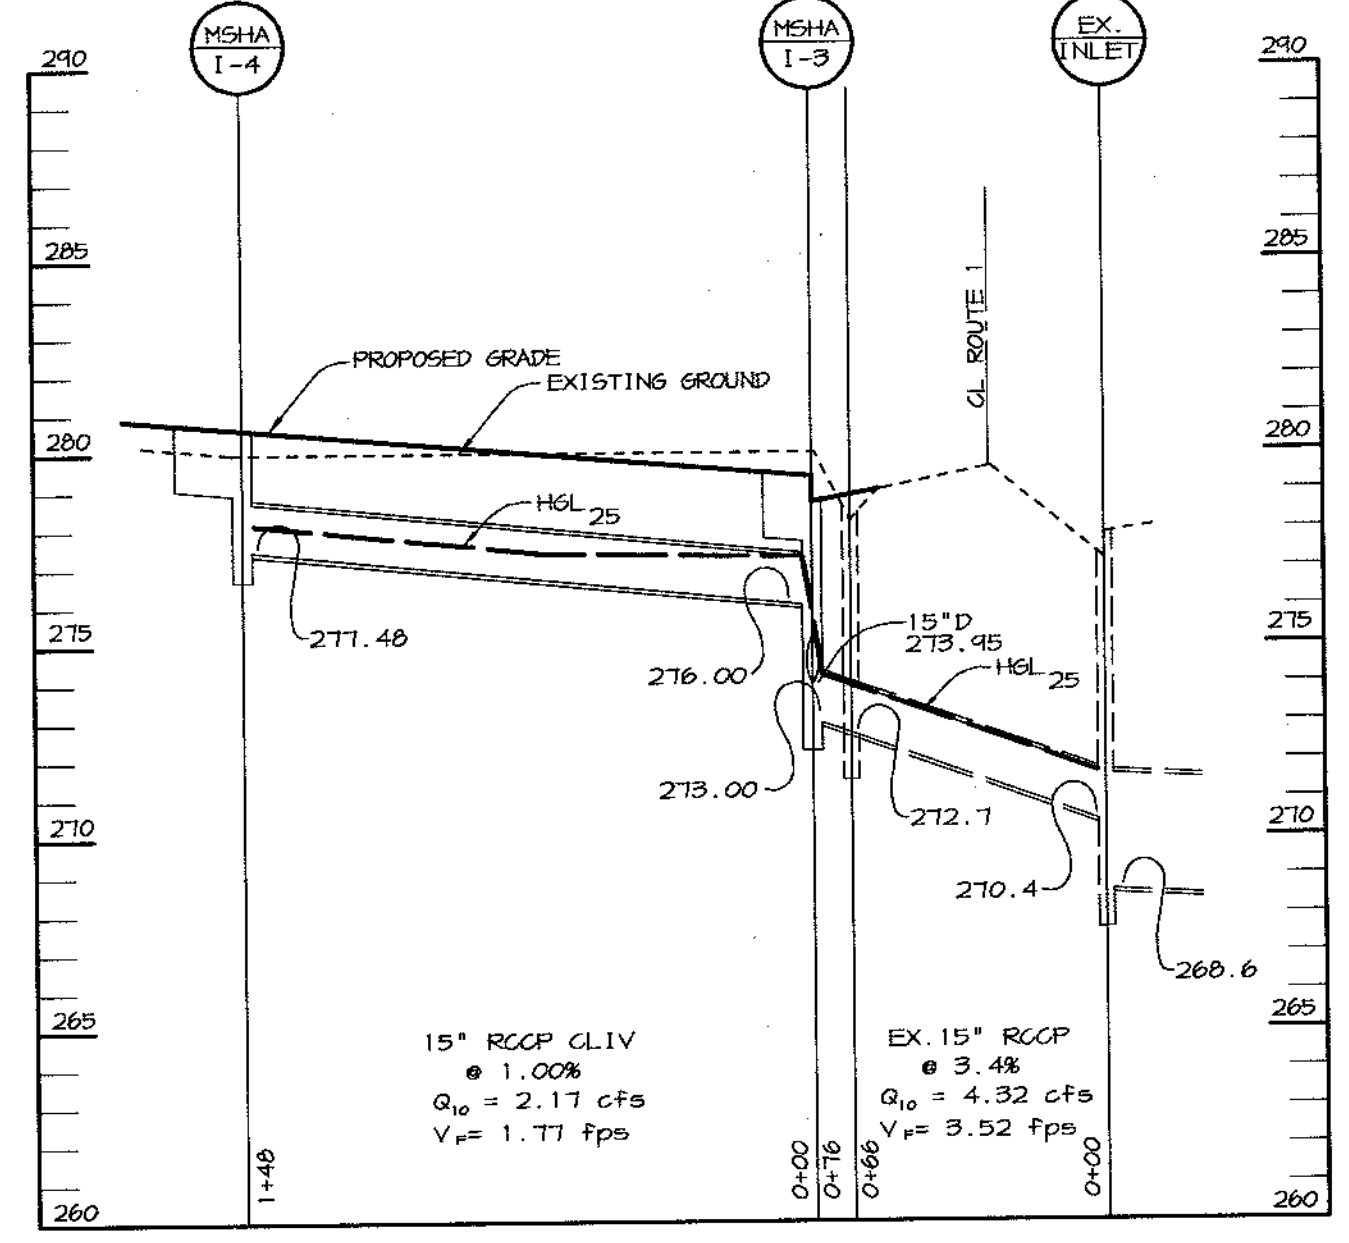 MSHA
I-4
MSHA
I-3
EX.
INLET
290
290
285
285
CL ROUTE 1
PROPOSED GRADE
EXISTING GROUND
280
280
HGL 25
277.48
275
275
276.00
15"D
273.95
HGL 25
273.00
272.7
270
270
270.4
268.6
265
265
15" RCCP CLIV
@ 1.00%
Q10 = 2.17 cfs
VF= 1.77 fps
EX. 15" RCCP
@ 3.4%
Q10 = 4.32 cfs
VF= 3.52 fps
1+48
0+00
0+76
0+66
0+00
260
260